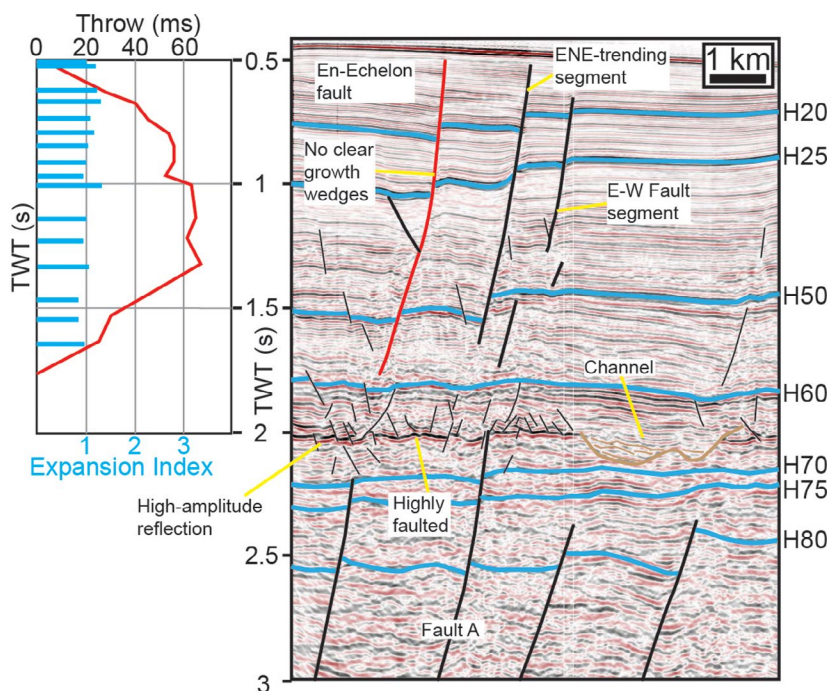 Throw (ms)
0 20 40 60
0.5
1
1.5
2
2.5
3
TWT (s)
TWT (s)
1 2 3
Expansion Index
En-Echelon
fault
ENE-trending
segment
1 km
No clear
growth
wedges
E-W Fault
segment
Channel
High-amplitude
reflection
Highly
faulted
Fault A
H20
H25
H50
H60
H70
H75
H80